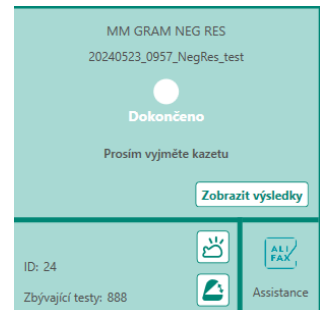 MM GRAM NEG RES
20240523_0957_NegRes_test
Dokončeno
Prosím vyjměte kazetu
Zobrazit výsledky
ID: 24
Zbývající testy: 888
ALI
FAX
Assistance